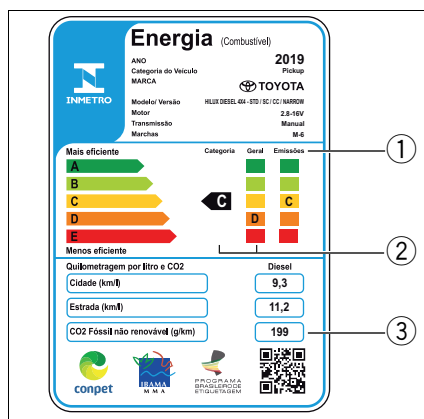 Energia (Combustível)
ANO 2019
Categoria do Veículo Pickup
MARCA TOYOTA
INMETRO
Modelo/ Versão HILUX DIESEL 4X4 - STD / SC / CC / NARROW
Motor 2.8-16V
Transmissão Manual
Marchas M-6
Mais eficiente Categoria Geral Emissões 1
A
B
C C C
D D
E
Menos eficiente 2
Quilometragem por litro e CO2 Diesel
Cidade (km/l) 9,3
Estrada (km/l) 11,2
CO2 Fóssil não renovável (g/km) 199 3
conpet
IBAMA
M M A
PROGRAMA
BRASILEIRO DE
ETIQUETAGEM